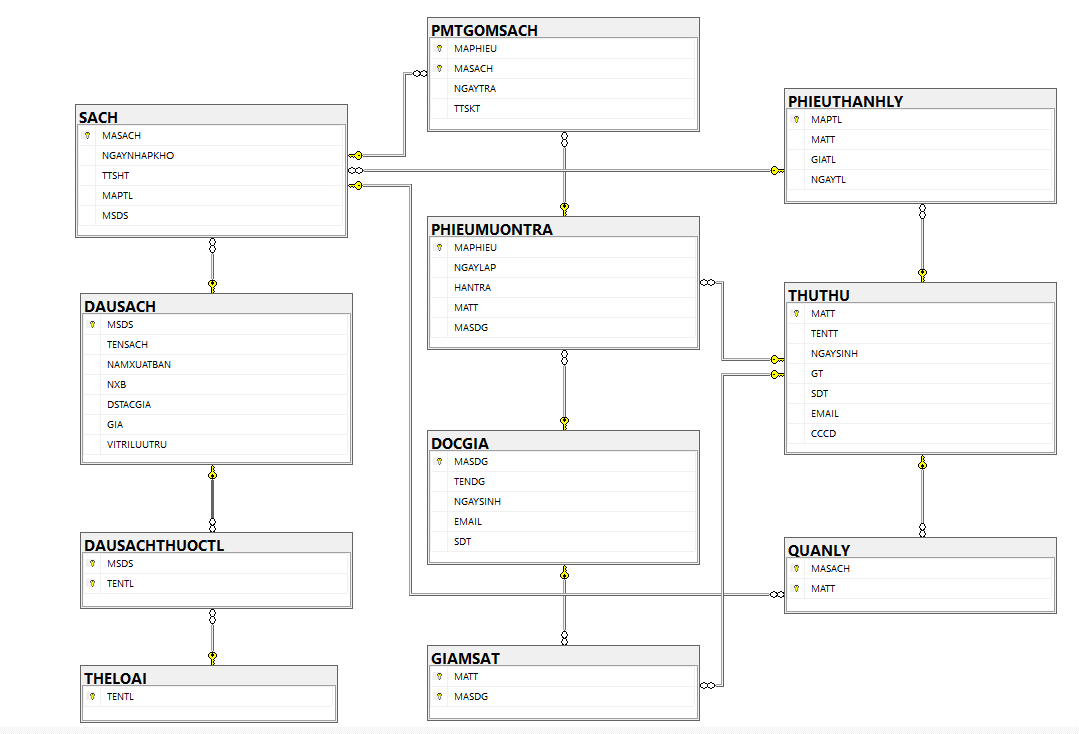 PMTGOMSACH
MAPHIEU
MASACH
NGAYTRA
TTSKT
SACH
MASACH
NGAYNHAPKHO
TTSHT
MAPTL
MSDS
PHIEUTHANHLY
MAPTL
MATT
GIATL
NGAYTL
PHIEUMUONTRA
MAPHIEU
NGAYLAP
HANTRA
MATT
MASDG
DAUSACH
MSDS
TENSACH
NAMXUATBAN
NXB
DSTACGIA
GIA
VITRILUUTRU
THUTHU
MATT
TENTT
NGAYSINH
GT
SDT
EMAIL
CCCD
DOCGIA
MASDG
TENDG
NGAYSINH
EMAIL
SDT
DAUSACHTHUOCTL
MSDS
TENTL
QUANLY
MASACH
MATT
GIAMSAT
MATT
MASDG
THELOAI
TENTL